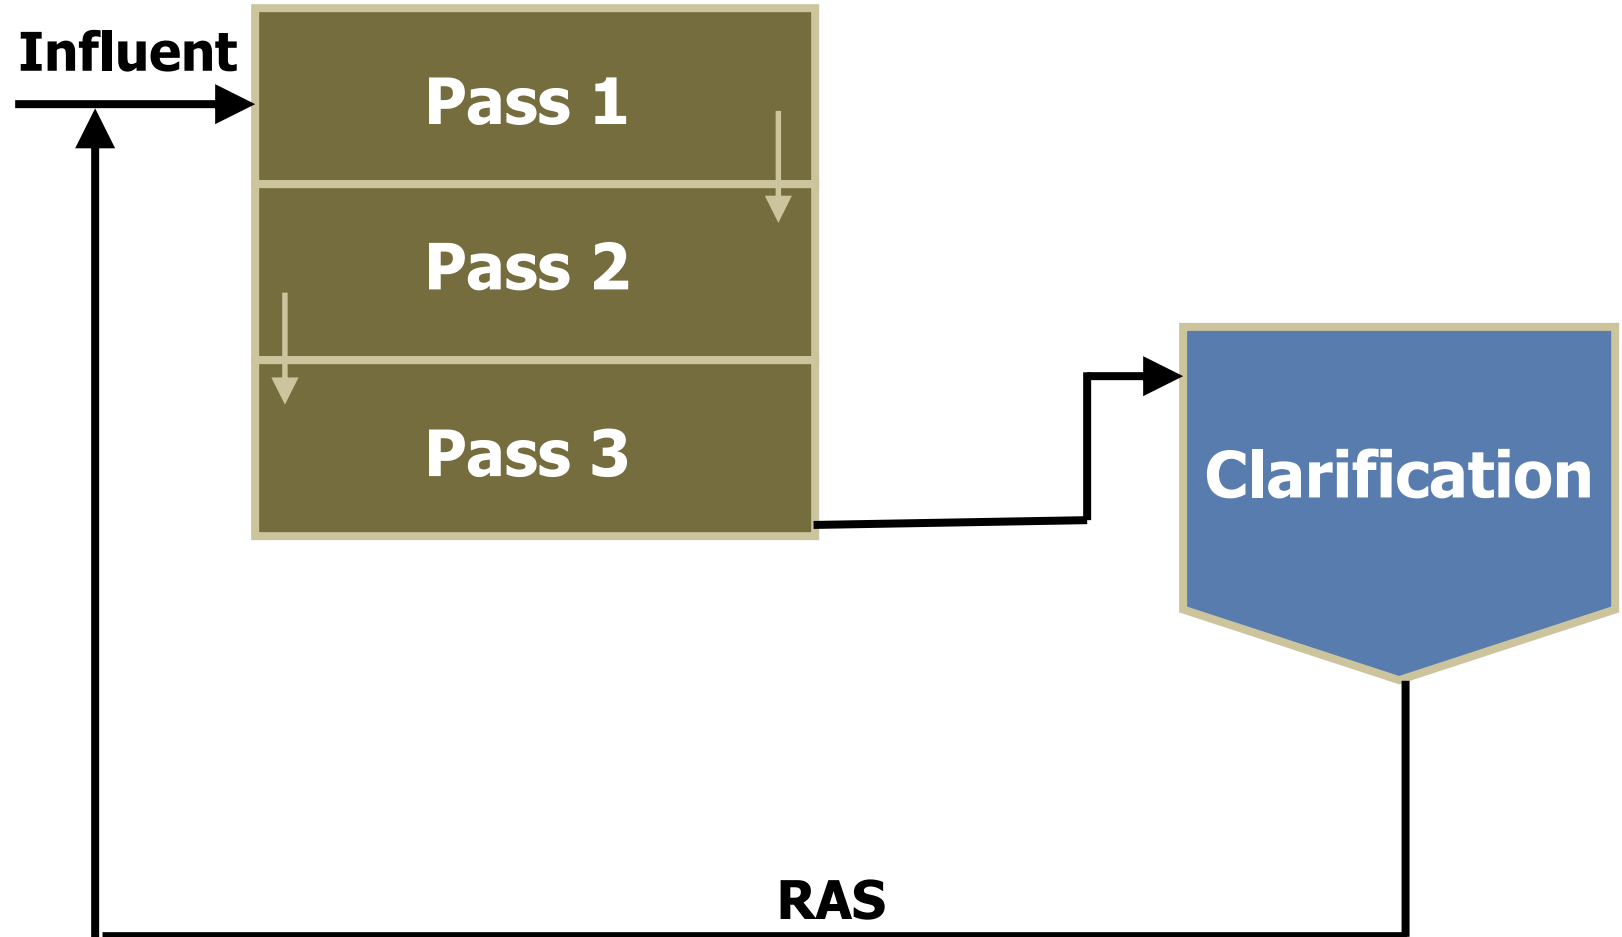 Influent
Pass 1
Pass 2
Pass 3
Clarification
RAS